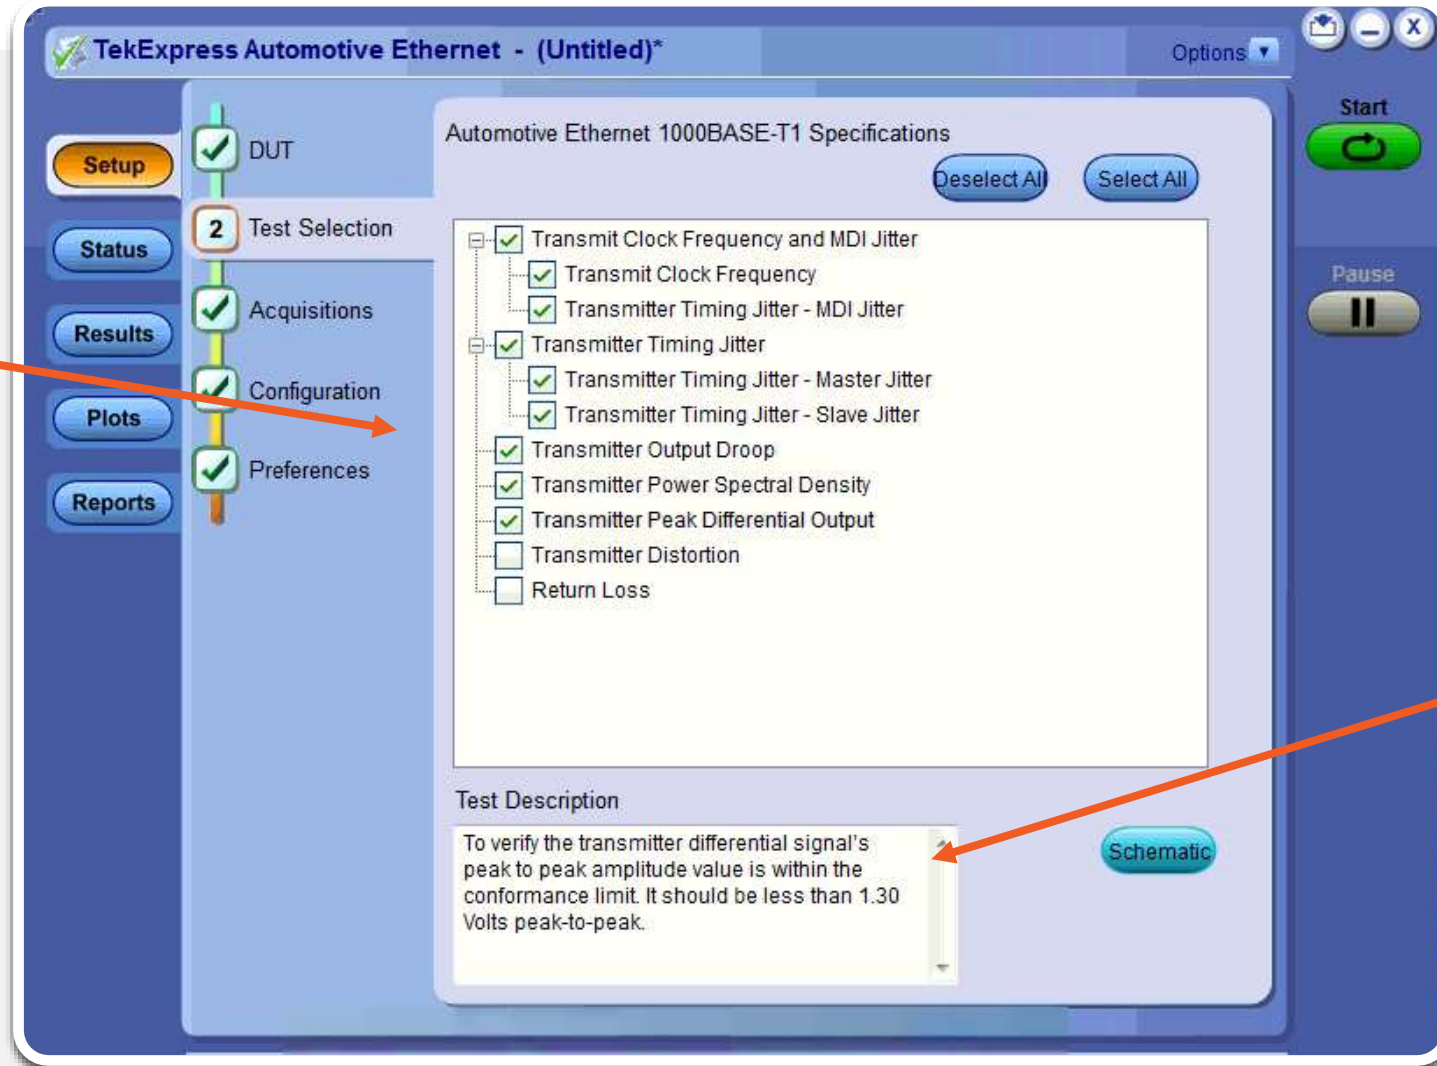 TekExpress Automotive Ethernet - (Untitled)*
Options
X
Start
Pause
Setup
Status
Results
Plots
Reports
DUT
2 Test Selection
Acquisitions
Configuration
Preferences
Automotive Ethernet 1000BASE-T1 Specifications
Deselect All
Select All
Transmit Clock Frequency and MDI Jitter
Transmit Clock Frequency
Transmitter Timing Jitter - MDI Jitter
Transmitter Timing Jitter
Transmitter Timing Jitter - Master Jitter
Transmitter Timing Jitter - Slave Jitter
Transmitter Output Droop
Transmitter Power Spectral Density
Transmitter Peak Differential Output
Transmitter Distortion
Return Loss
Test Description
To verify the transmitter differential signal's
peak to peak amplitude value is within the
conformance limit. It should be less than 1.30
Volts peak-to-peak.
Schematic